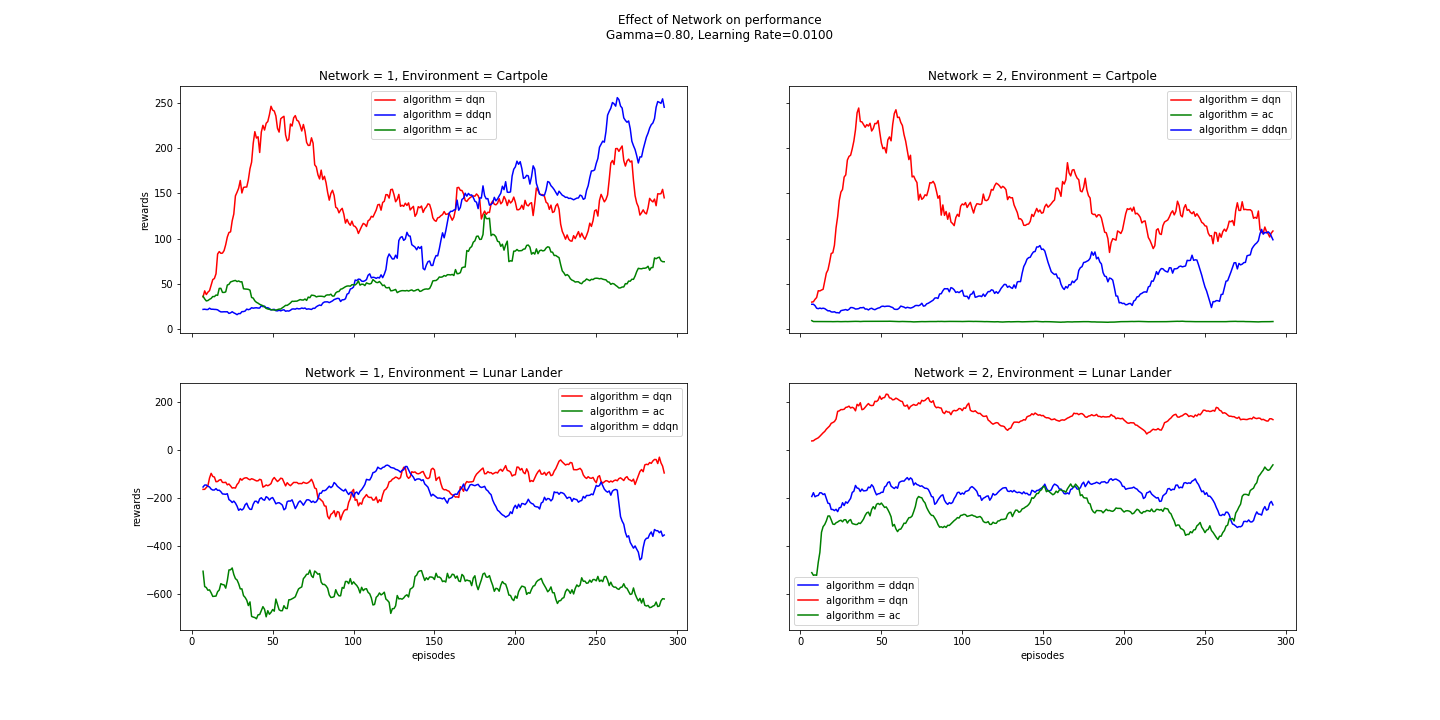 Effect of Network on performance
Gamma=0.80, Learning Rate=0.0100
Network = 1, Environment = Cartpole
algorithm = dqn
algorithm = ddqn
algorithm = ac
250
200
150
100
50
0
rewards
Network = 2, Environment = Cartpole
algorithm = dqn
algorithm = ac
algorithm = ddqn
Network = 1, Environment = Lunar Lander
algorithm = dqn
algorithm = ac
algorithm = ddqn
200
0
−200
−400
−600
rewards
0 50 100 150 200 250 300
episodes
Network = 2, Environment = Lunar Lander
algorithm = ddqn
algorithm = dqn
algorithm = ac
0 50 100 150 200 250 300
episodes